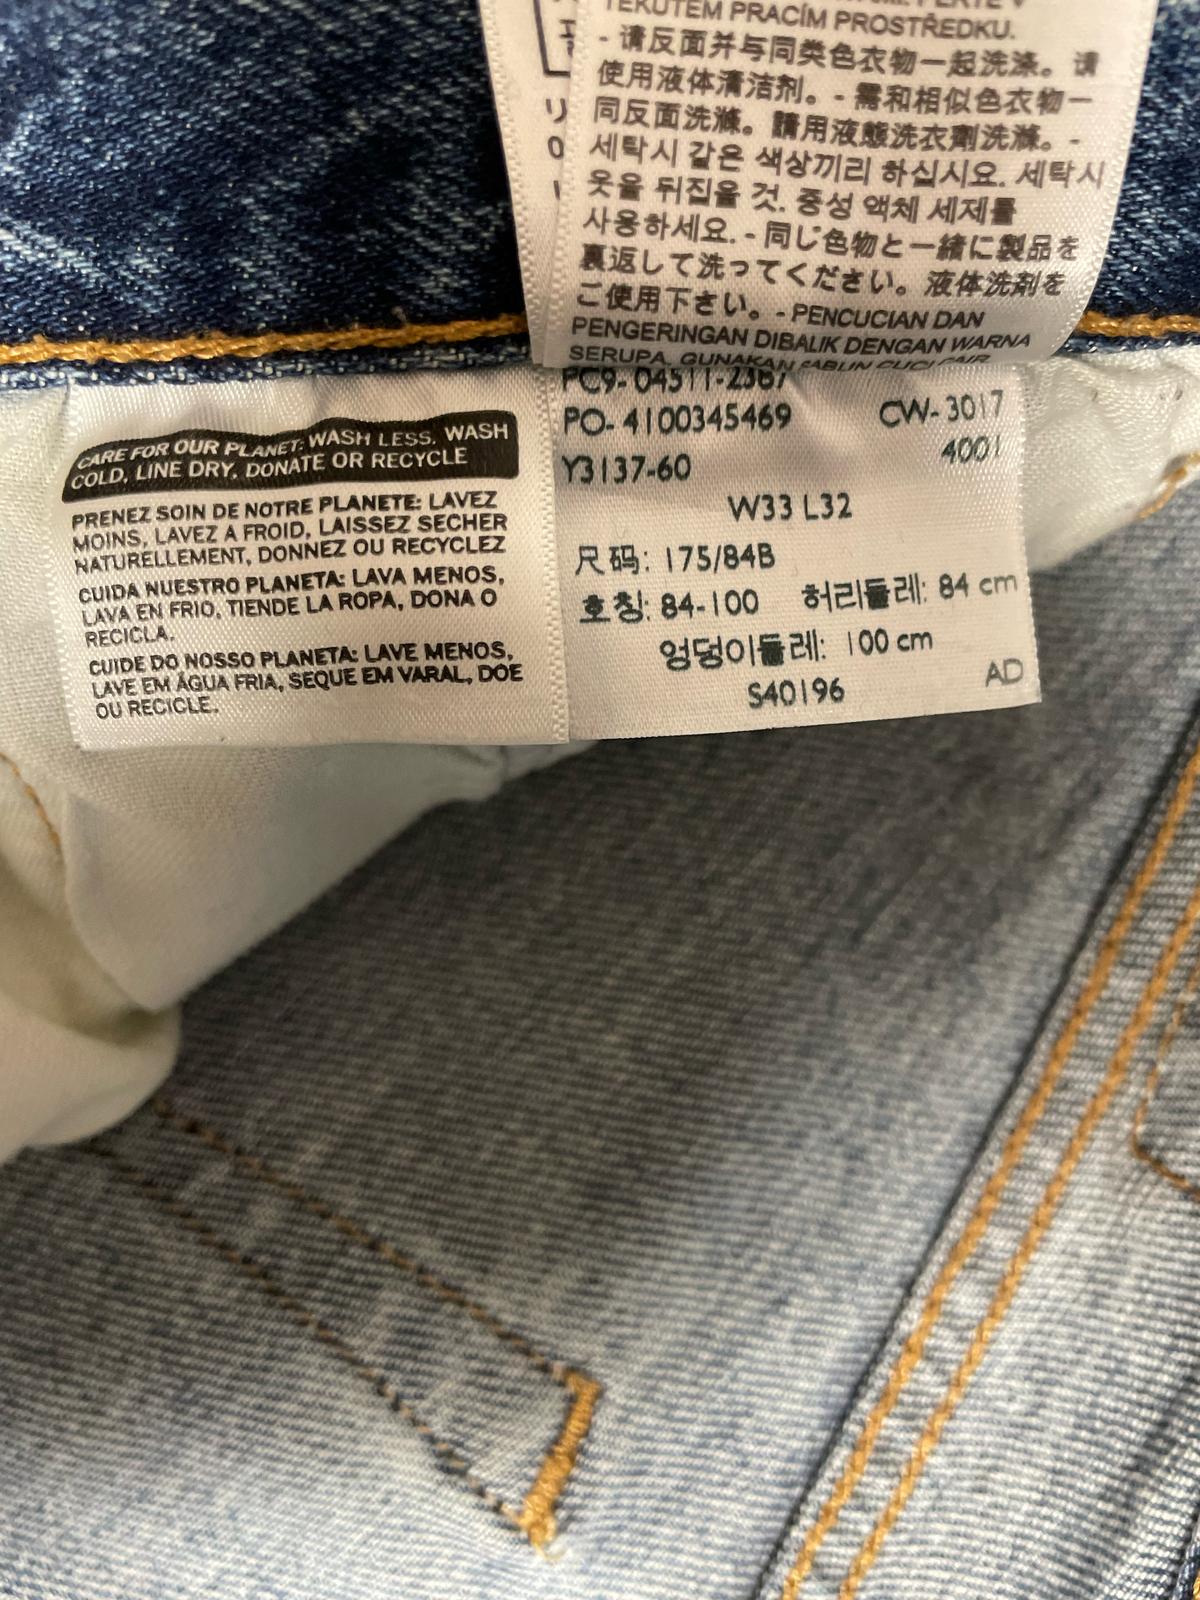 TEKUTEM PRACÍM PROSTŘEDKU.
- 请反面并与同类色衣物一起洗涤。请
使用液体清洁剂。- 需和相似色衣物一
同反面洗滌。請用液態洗衣劑洗滌。-
세탁시 같은 색상끼리 하십시요. 세탁시
옷을 뒤집을 것. 중성 액체 세제를
사용하세요. - 同じ色物と一緒に製品を
裏返して洗ってください。液体洗剤を
ご使用下さい。- PENCUCIAN DAN
PENGERINGAN DIBALIK DENGAN WARNA
SERUPA. GUNAKAN SABUN CUCI CAIR
CARE FOR OUR PLANET: WASH LESS. WASH
COLD, LINE DRY, DONATE OR RECYCLE
PRENEZ SOIN DE NOTRE PLANETE: LAVEZ
MOINS, LAVEZ A FROID, LAISSEZ SECHER
NATURELLEMENT, DONNEZ OU RECYCLEZ
CUIDA NUESTRO PLANETA: LAVA MENOS,
LAVA EN FRIO, TIENDE LA ROPA, DONA O
RECICLA.
CUIDE DO NOSSO PLANETA: LAVE MENOS,
LAVE EM ÁGUA FRIA, SEQUE EM VARAL, DOE
OU RECICLE.
PC9-04511-2367
PO-4100345469 CW-3017
Y3137-60 4001
W33 L32
尺码: 175/84B
호칭: 84-100 허리둘레: 84 cm
엉덩이둘레: 100 cm
S40196 AD